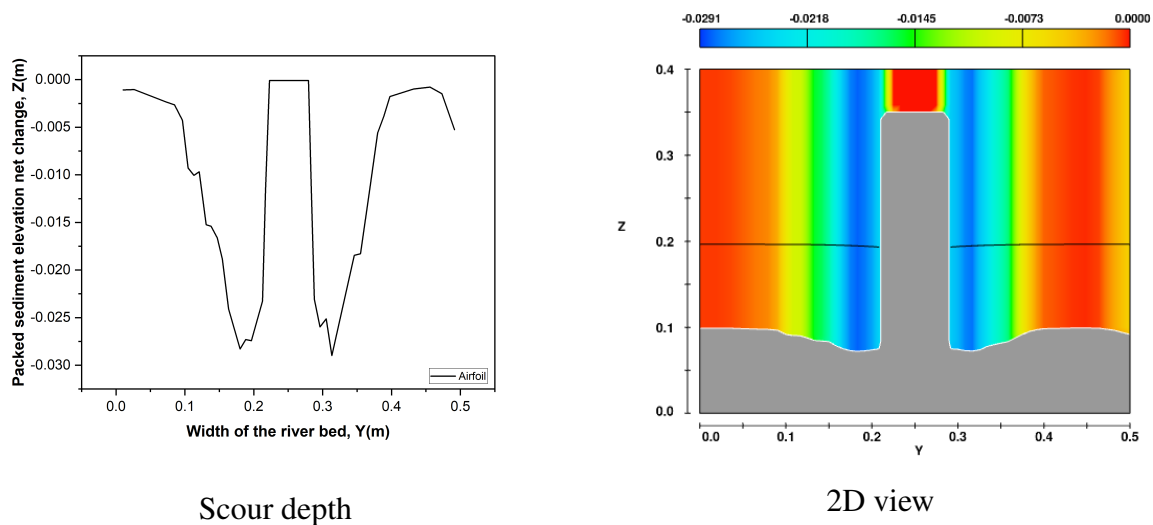 -0.0291 -0.0218 -0.0145 -0.0073 0.0000
Packed sediment elevation net change, Z(m)
0.000
-0.005
-0.010
-0.015
-0.020
-0.025
-0.030
Airfoil
0.0 0.1 0.2 0.3 0.4 0.5
Width of the river bed, Y(m)
0.4
0.4
0.3
Z
0.2
0.1
0.0
0.0 0.1 0.2 0.3 0.4 0.5
Y
Scour depth
2D view